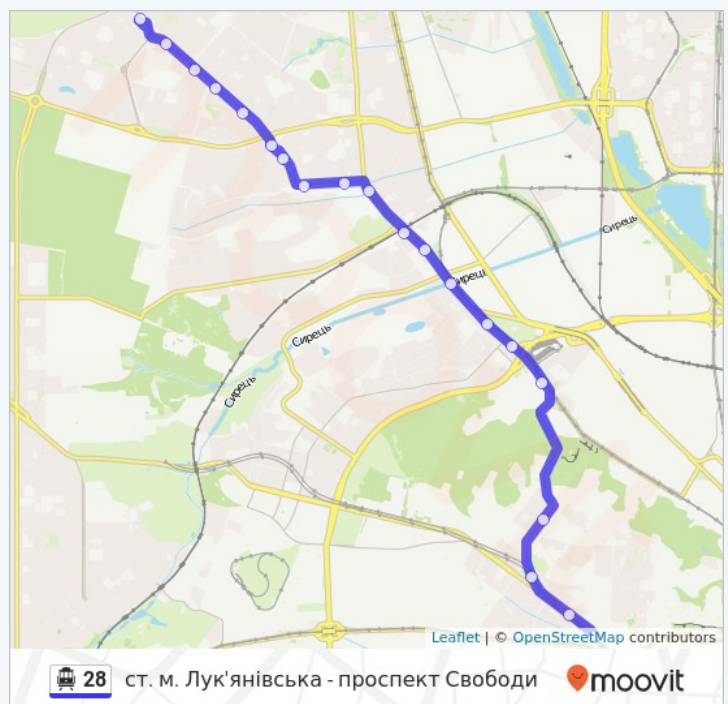 Сирець
Сирець
Сирець
Сирець
Leaflet | © OpenStreetMap contributors
28 ст. м. Лук'янівська - проспект Свободи moovit